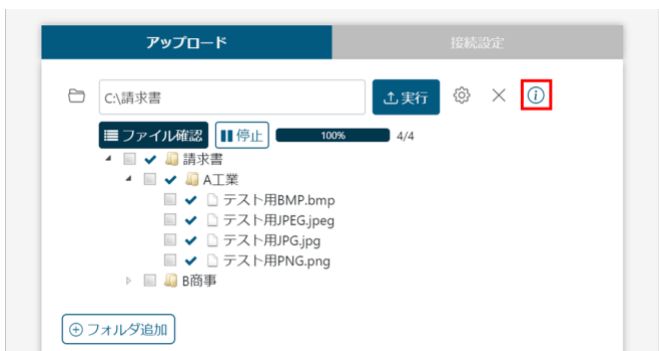 アップロード 接続設定
C:\請求書 実行
ファイル確認 停止 100% 4/4
請求書
A工業
テスト用BMP.bmp
テスト用JPEG.jpeg
テスト用JPG.jpg
テスト用PNG.png
B商事
フォルダ追加